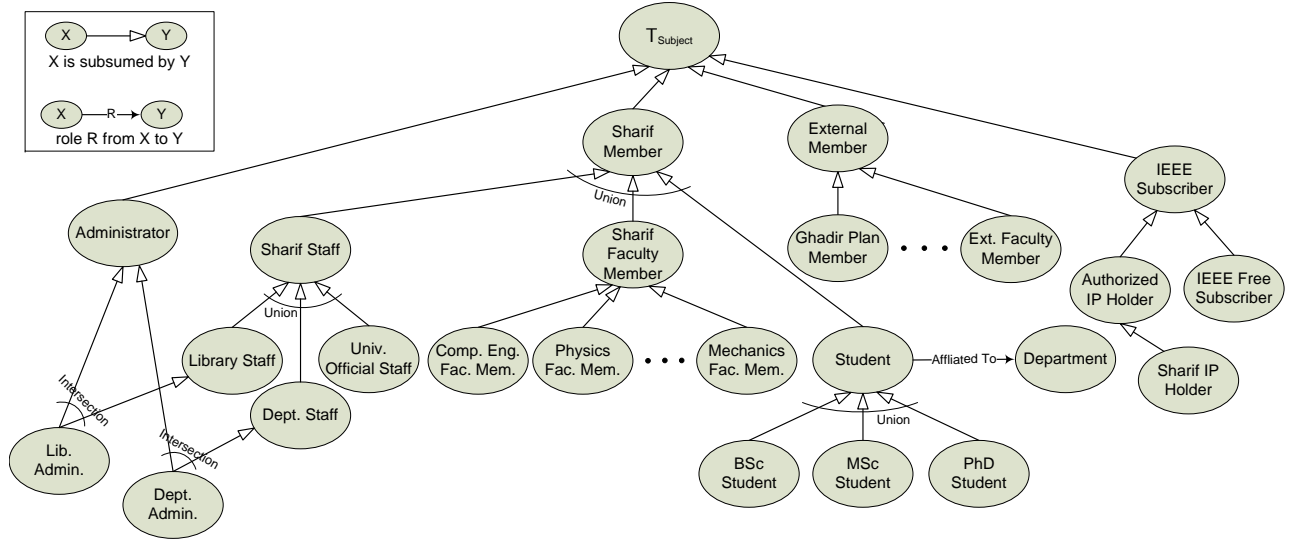 X
Y
X is subsumed by Y
X
R
Y
role R from X to Y
TSubject
Sharif
Member
External
Member
IEEE
Subscriber
Union
Administrator
Sharif Staff
Sharif
Faculty
Member
Ghadir Plan
Member
• • •
Ext. Faculty
Member
Authorized
IP Holder
IEEE Free
Subscriber
Union
Library Staff
Univ.
Official Staff
Comp. Eng.
Fac. Mem.
Physics
Fac. Mem.
• • •
Mechanics
Fac. Mem.
Student
Affliated To
Department
Sharif IP
Holder
Intersection
Dept. Staff
Union
Intersection
Lib.
Admin.
Dept.
Admin.
BSc
Student
MSc
Student
PhD
Student